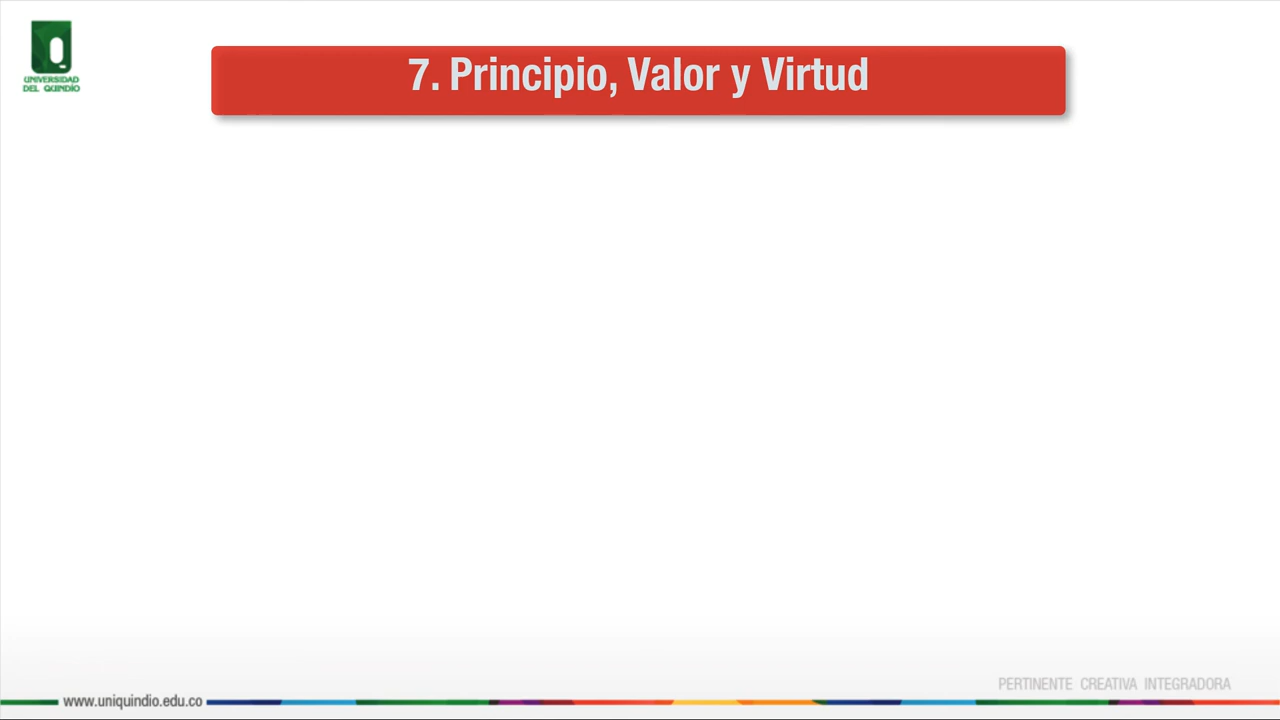 UNIVERSIDAD
DEL QUINDÍO
7. Principio, Valor y Virtud
PERTINENTE CREATIVA INTEGRADORA
www.uniquindio.edu.co